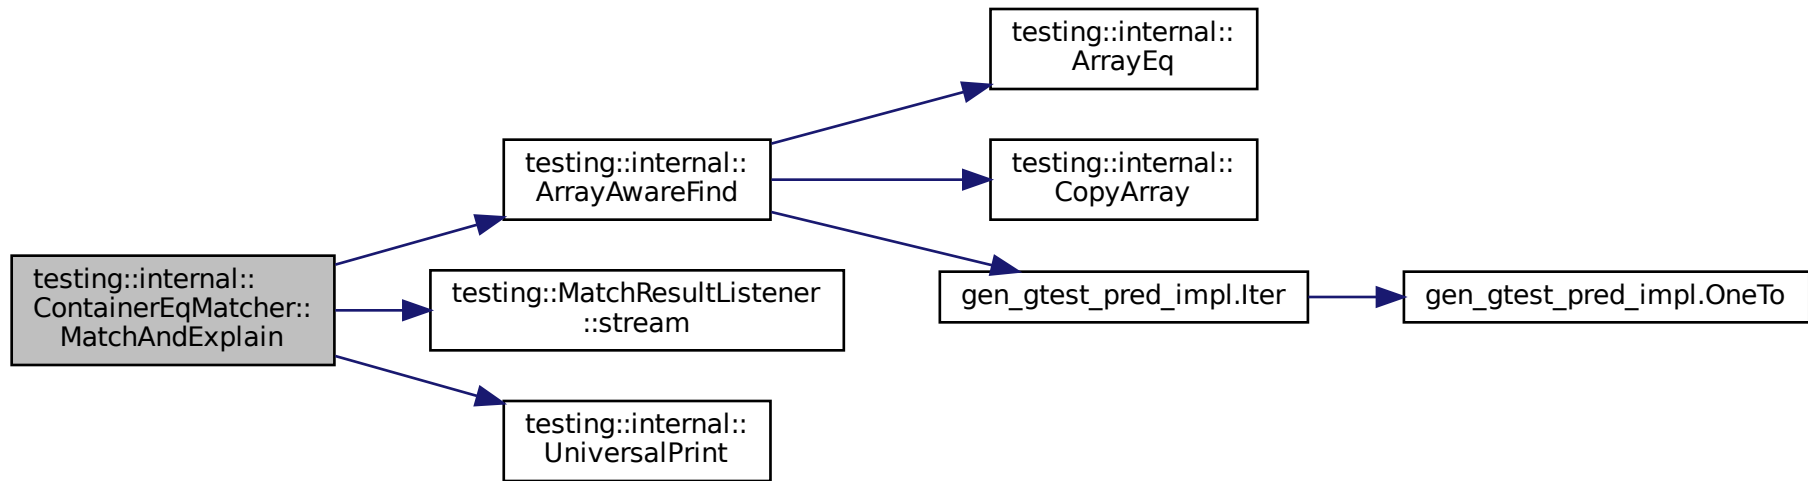 testing::internal::
ContainerEqMatcher::
MatchAndExplain
testing::internal::
ArrayAwareFind
testing::MatchResultListener
::stream
testing::internal::
UniversalPrint
testing::internal::
ArrayEq
testing::internal::
CopyArray
gen_gtest_pred_impl.Iter
gen_gtest_pred_impl.OneTo